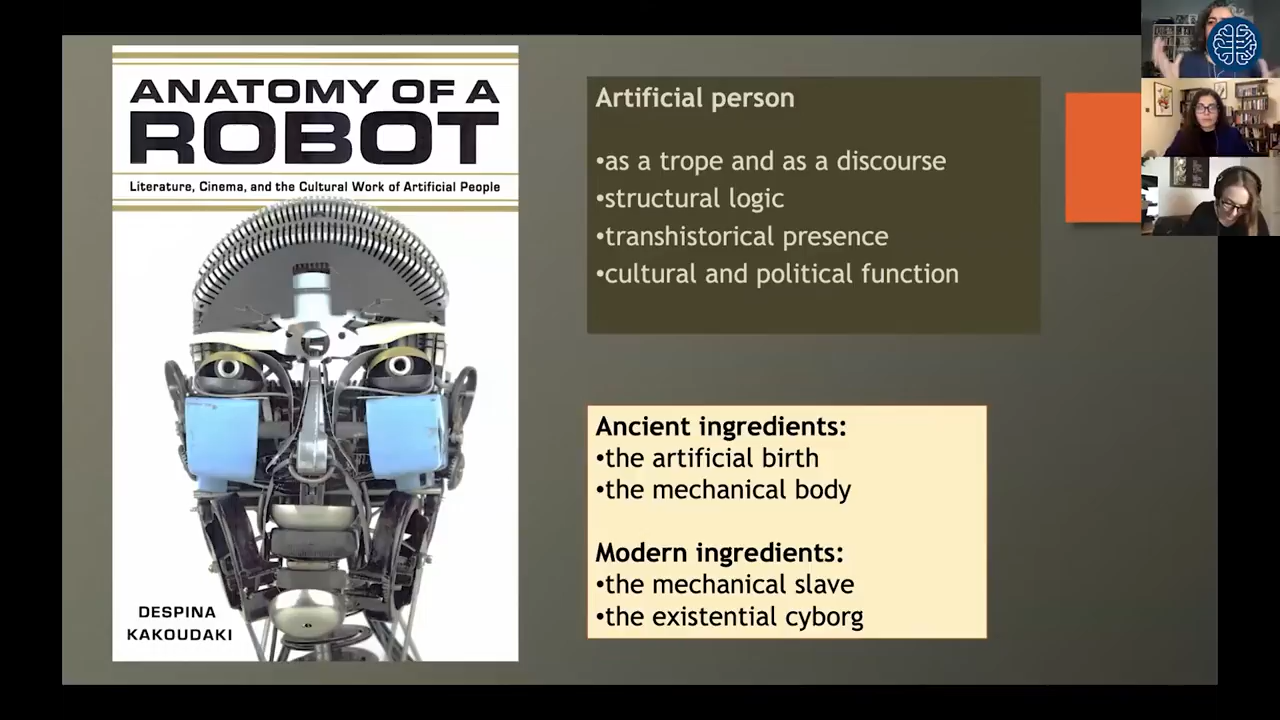 ANATOMY OF A
ROBOT
Literature, Cinema, and the Cultural Work of Artificial People
DESPINA
KAKOUDAKI
Artificial person
•as a trope and as a discourse
•structural logic
•transhistorical presence
•cultural and political function
Ancient ingredients:
•the artificial birth
•the mechanical body
Modern ingredients:
•the mechanical slave
•the existential cyborg